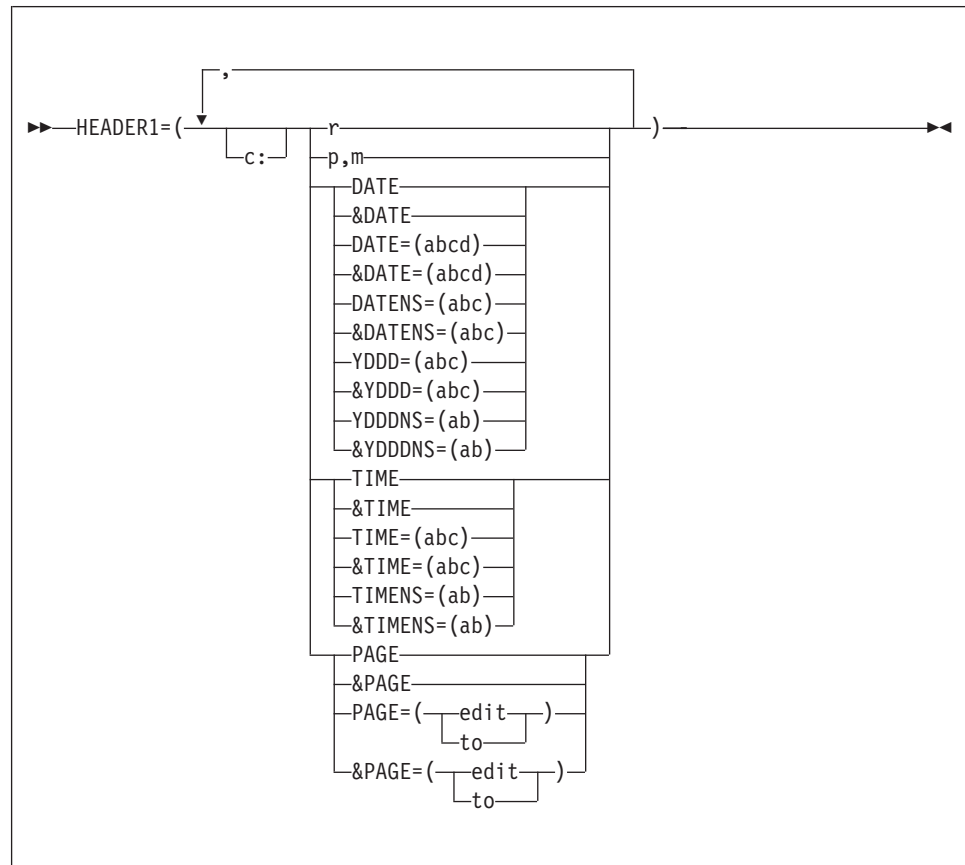 ,
HEADER1=( r )
c:
p,m
DATE
&DATE
DATE=(abcd)
&DATE=(abcd)
DATENS=(abc)
&DATENS=(abc)
YDDD=(abc)
&YDDD=(abc)
YDDDNS=(ab)
&YDDDNS=(ab)
TIME
&TIME
TIME=(abc)
&TIME=(abc)
TIMENS=(ab)
&TIMENS=(ab)
PAGE
&PAGE
PAGE=( edit )
to
&PAGE=( edit )
to